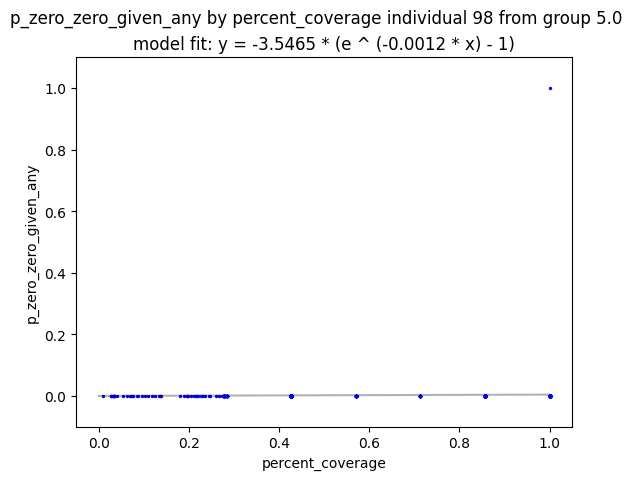 p_zero_zero_given_any by percent_coverage individual 98 from group 5.0
model fit: y = -3.5465 * (e ^ (-0.0012 * x) - 1)
1.0
0.8
0.6
0.4
0.2
0.0
p_zero_zero_given_any
0.0 0.2 0.4 0.6 0.8 1.0
percent_coverage